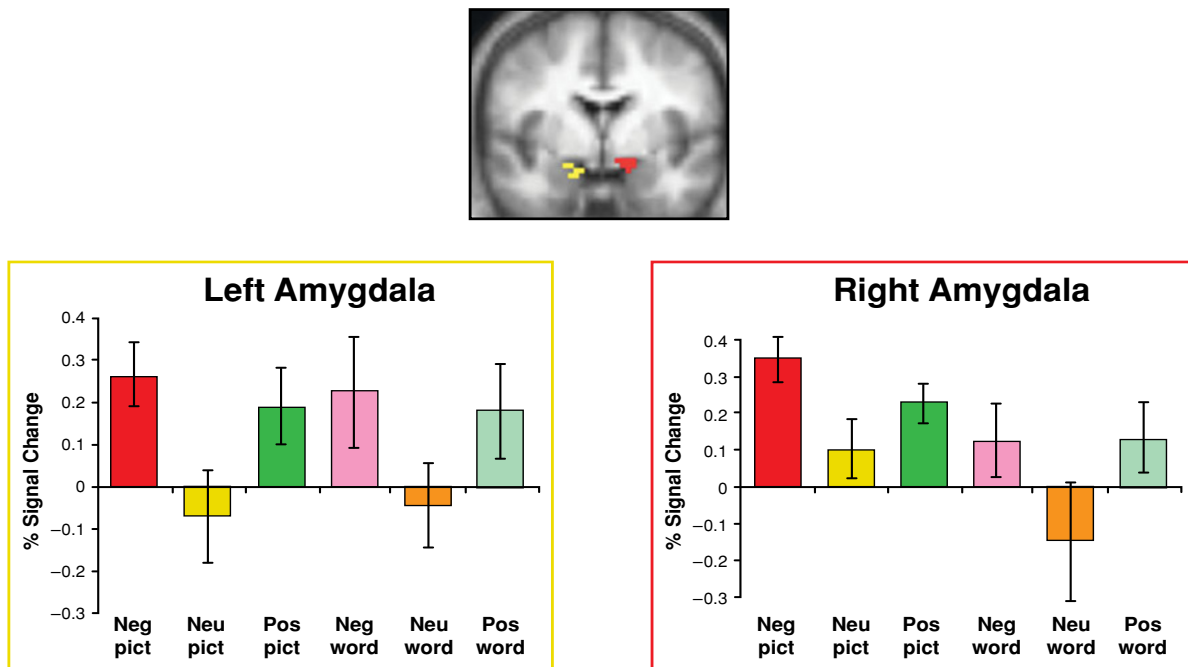 Left Amygdala
% Signal Change
0.4
0.3
0.2
0.1
0
–0.1
–0.2
–0.3
Neg pict
Neu pict
Pos pict
Neg word
Neu word
Pos word
Right Amygdala
% Signal Change
0.4
0.3
0.2
0.1
0
–0.1
–0.2
–0.3
Neg pict
Neu pict
Pos pict
Neg word
Neu word
Pos word